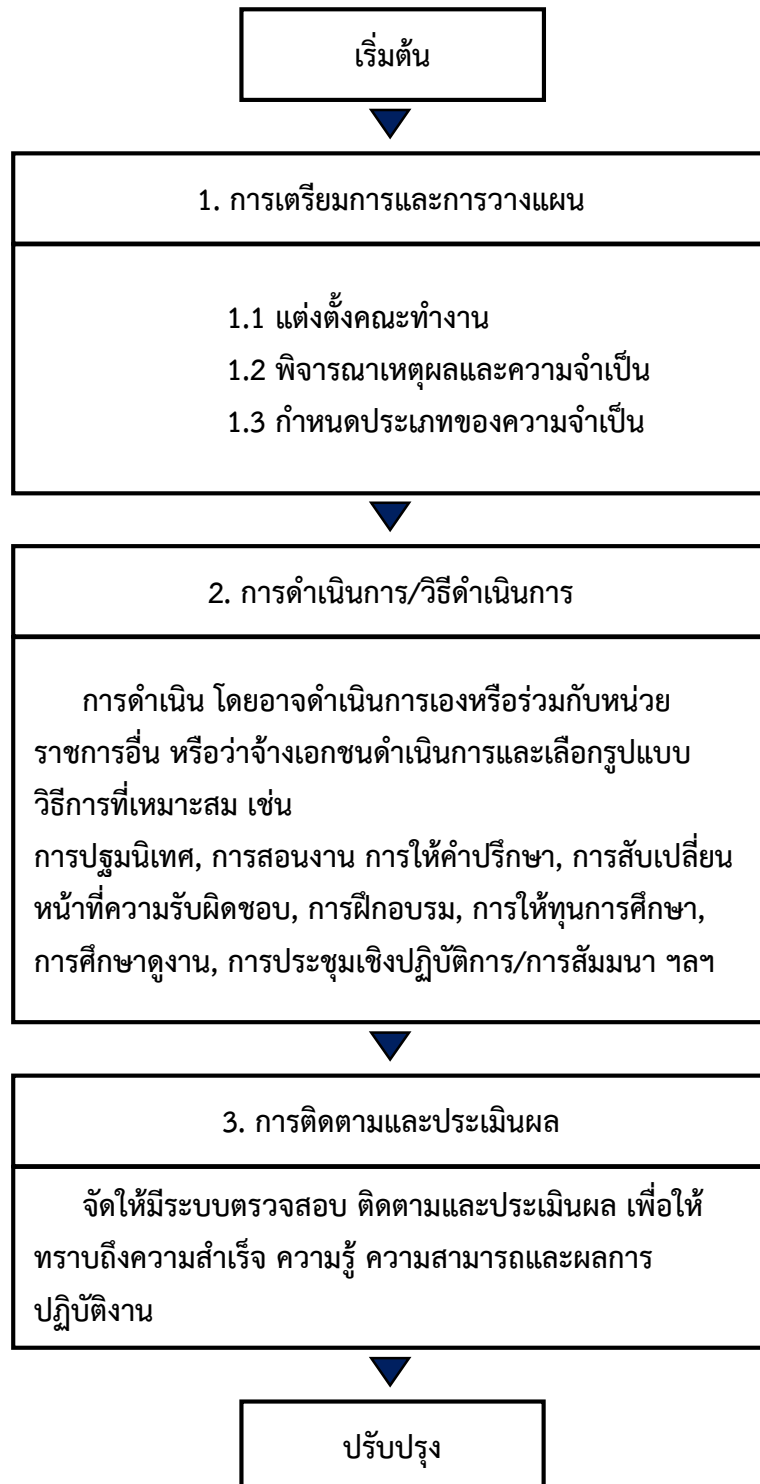 เริ่มต้น
1. การเตรียมการและการวางแผน
1.1 แต่งตั้งคณะทำงาน
1.2 พิจารณาเหตุผลและความจำเป็น
1.3 กำหนดประเภทของความจำเป็น
2. การดำเนินการ/วิธีดำเนินการ
การดำเนิน โดยอาจดำเนินการเองหรือร่วมกับหน่วย
ราชการอื่น หรือว่าจ้างเอกชนดำเนินการและเลือกรูปแบบ
วิธีการที่เหมาะสม เช่น
การปฐมนิเทศ, การสอนงาน การให้คำปรึกษา, การสับเปลี่ยน
หน้าที่ความรับผิดชอบ, การฝึกอบรม, การให้ทุนการศึกษา,
การศึกษาดูงาน, การประชุมเชิงปฏิบัติการ/การสัมมนา ฯลฯ
3. การติดตามและประเมินผล
จัดให้มีระบบตรวจสอบ ติดตามและประเมินผล เพื่อให้
ทราบถึงความสำเร็จ ความรู้ ความสามารถและผลการ
ปฏิบัติงาน
ปรับปรุง